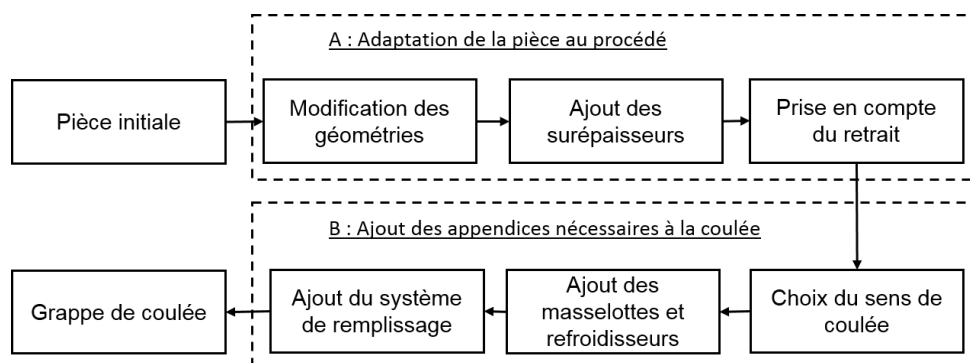 A : Adaptation de la pièce au procédé
Pièce initiale
Modification des
géométries
Ajout des
surépaisseurs
Prise en compte
du retrait
B : Ajout des appendices nécessaires à la coulée
Grappe de coulée
Ajout du système
de remplissage
Ajout des
masselottes et
refroidisseurs
Choix du sens de
coulée